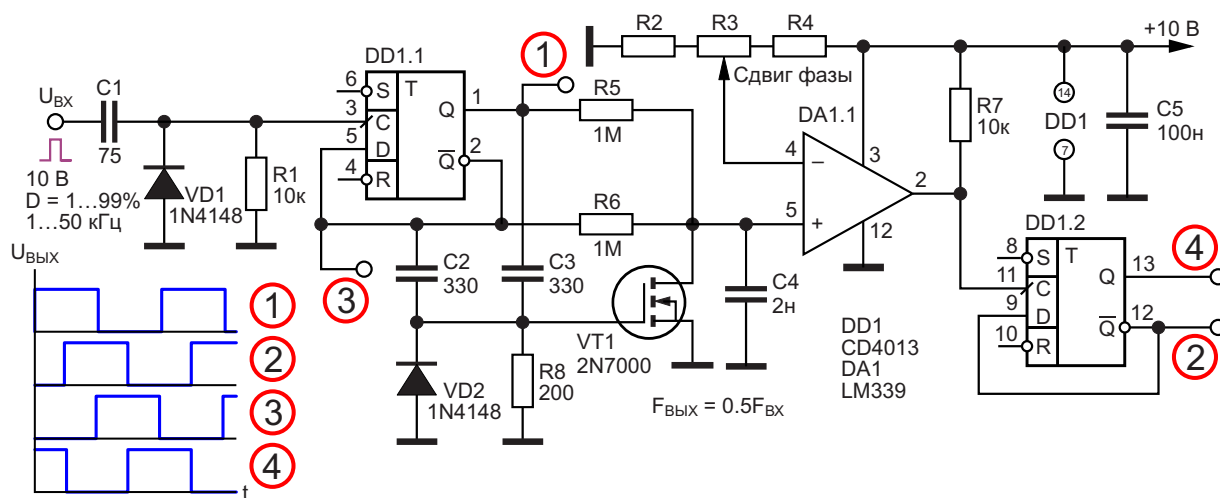 R2
R3
R4
+10 В
Сдвиг фазы
DD1.1
6
S
T
3
C
5
D
4
R
Q
1
Q
2
1
UВХ
C1
75
10 В
D = 1...99%
1...50 кГц
VD1
1N4148
R1
10к
R5
1М
R6
1М
DA1.1
4
−
5
+
3
2
12
R7
10к
14
DD1
7
C5
100н
3
C2
330
C3
330
VD2
1N4148
R8
200
VT1
2N7000
C4
2н
FВЫХ = 0.5FВХ
DD1
CD4013
DA1
LM339
DD1.2
8
S
T
11
C
9
D
10
R
Q
13
Q
12
4
2
UВЫХ
1
2
3
4
t